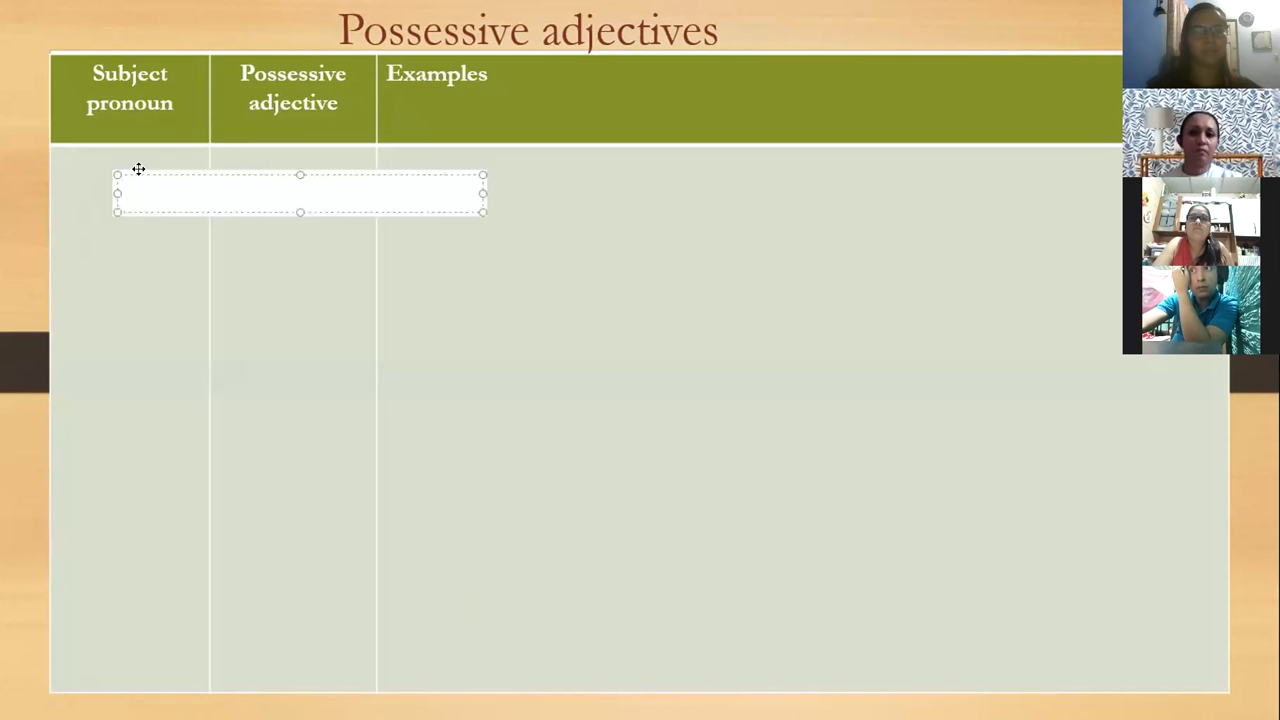 Possessive adjectives
Subject
pronoun
Possessive
adjective
Examples